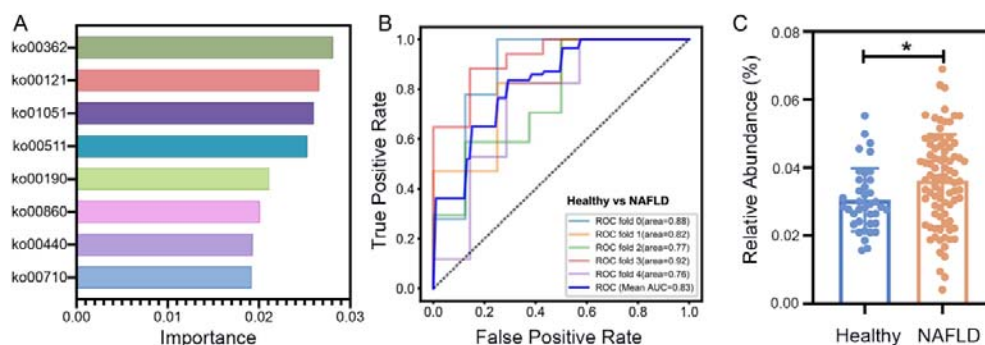 A
ko00362
ko00121
ko01051
ko00511
ko00190
ko00860
ko00440
ko00710
0.00
0.01
0.02
0.03
Importance
B
True Positive Rate
1.0
0.8
0.6
0.4
0.2
0.0
Healthy vs NAFLD
ROC fold 0(area=0.88)
ROC fold 1(area=0.82)
ROC fold 2(area=0.77)
ROC fold 3(area=0.92)
ROC fold 4(area=0.76)
ROC (Mean AUC=0.83)
0.0 0.2 0.4 0.6 0.8 1.0
False Positive Rate
C
Relative Abundance (%)
0.08
0.06
0.04
0.02
0.00
*
Healthy NAFLD